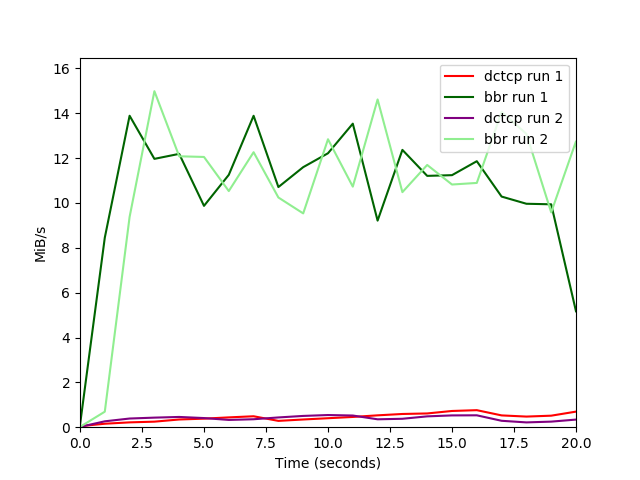 16
14
12
10
8
6
4
2
0
MiB/s
dctcp run 1
bbr run 1
dctcp run 2
bbr run 2
0.0 2.5 5.0 7.5 10.0 12.5 15.0 17.5 20.0
Time (seconds)